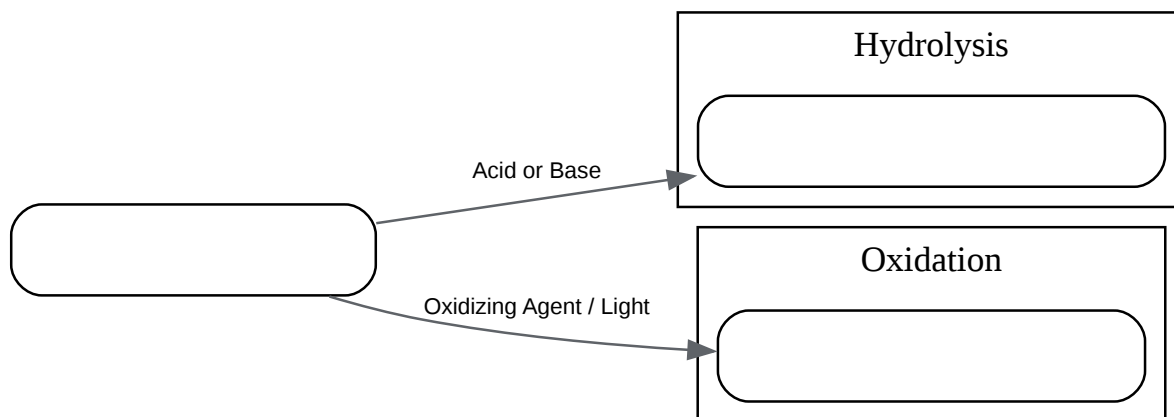 Hydrolysis
Acid or Base
Oxidation
Oxidizing Agent / Light